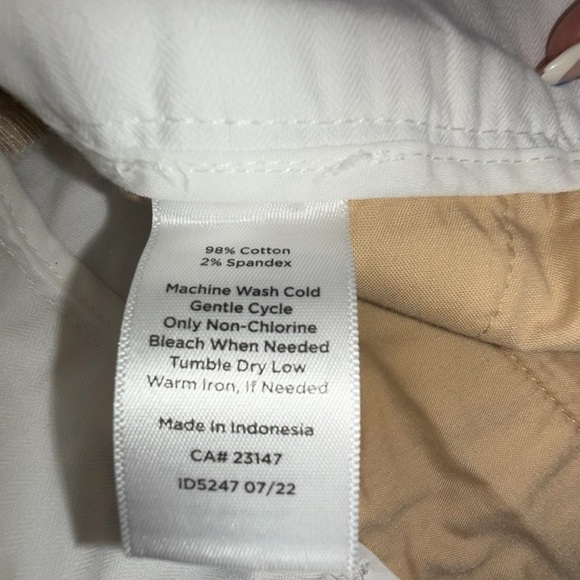 98% Cotton
2% Spandex
Machine Wash Cold
Gentle Cycle
Only Non-Chlorine
Bleach When Needed
Tumble Dry Low
Warm Iron, If Needed
Made in Indonesia
CA# 23147
ID5247 07/22